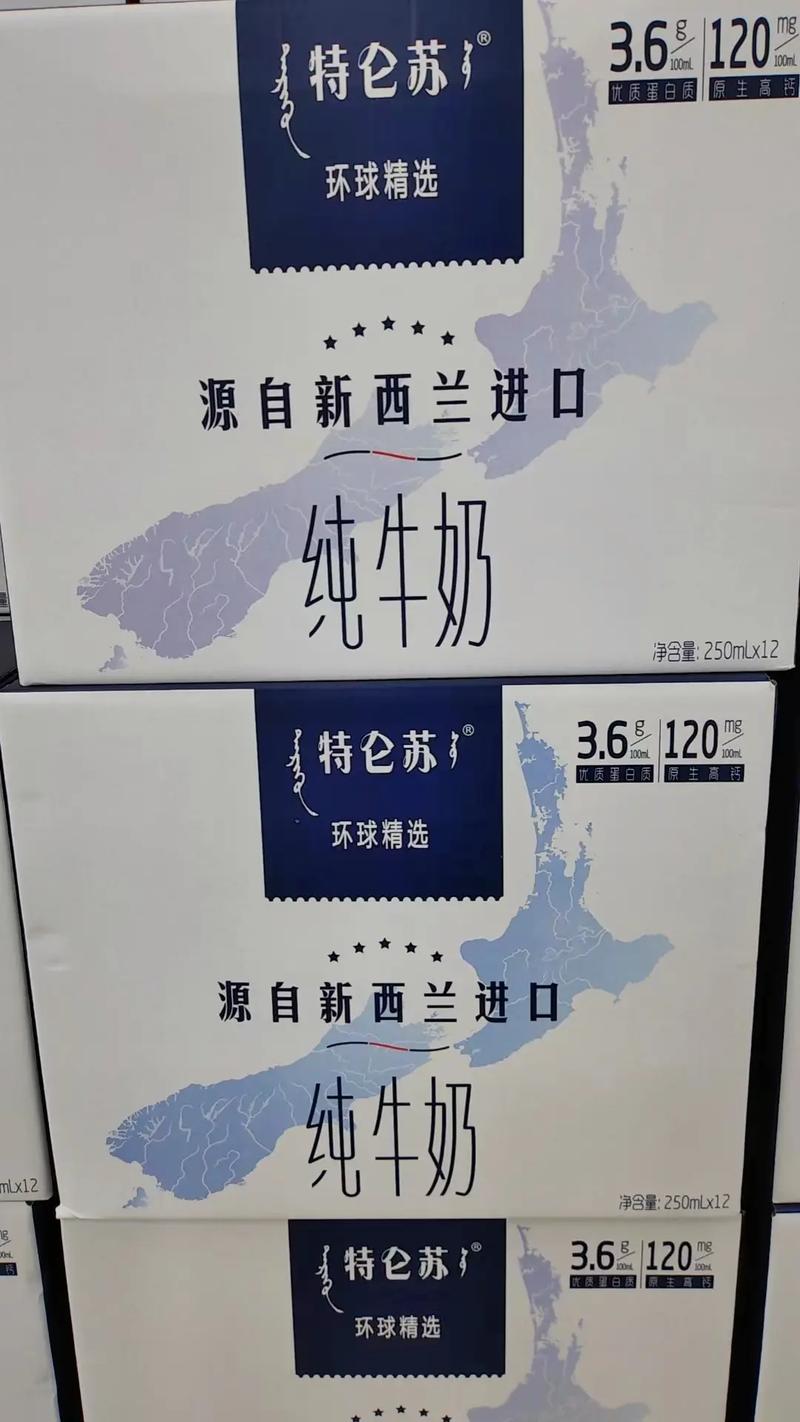 特仑苏®
环球精选
3.6g/100mL 120mg/100mL
优质蛋白质 原生高钙
源自新西兰进口
纯牛奶
净含量: 250mLx12
特仑苏®
环球精选
3.6g/100mL 120mg/100mL
优质蛋白质 原生高钙
源自新西兰进口
纯牛奶
净含量: 250mLx12
mLx12
特仑苏®
环球精选
3.6g/100mL 120mg/100mL
优质蛋白质 原生高钙
钙